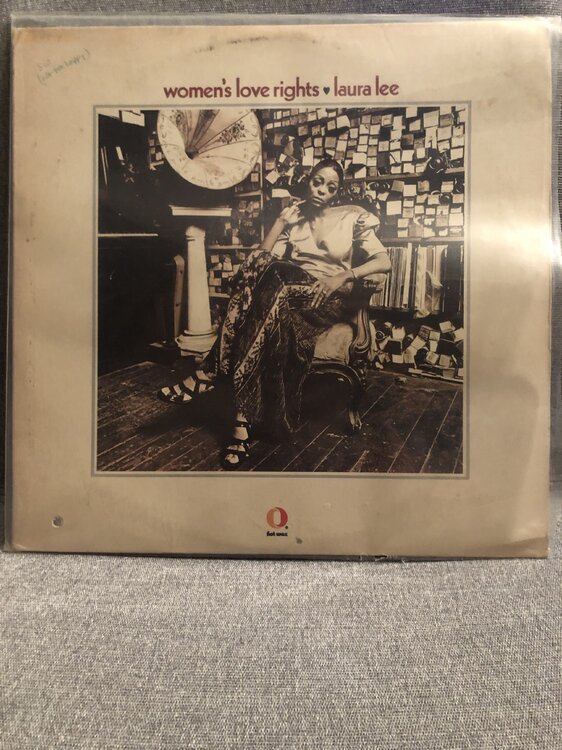 women's love rights ♥ laura lee
hot wax